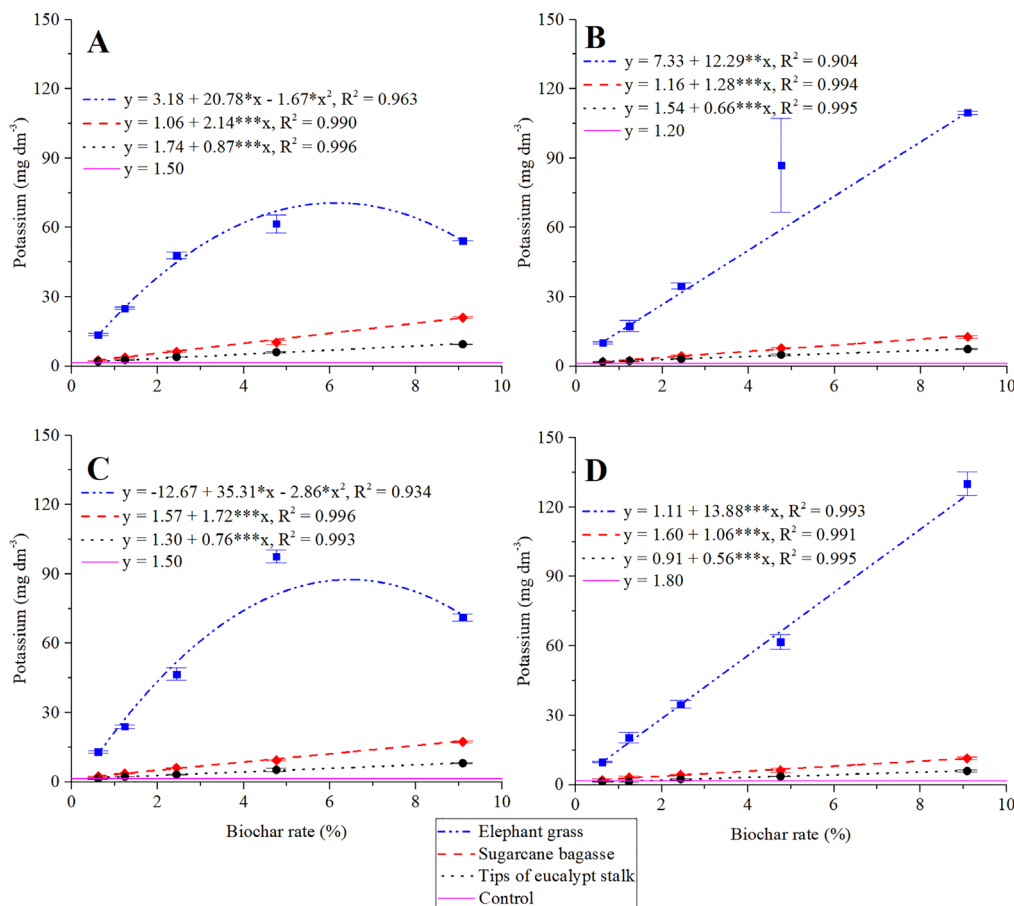 A
y = 3.18 + 20.78*x - 1.67*x², R² = 0.963
y = 1.06 + 2.14***x, R² = 0.990
y = 1.74 + 0.87***x, R² = 0.996
y = 1.50
Potassium (mg dm⁻³)
150
120
90
60
30
0
0 2 4 6 8 10
B
y = 7.33 + 12.29**x, R² = 0.904
y = 1.16 + 1.28***x, R² = 0.994
y = 1.54 + 0.66***x, R² = 0.995
y = 1.20
Potassium (mg dm⁻³)
150
120
90
60
30
0
0 2 4 6 8 10
C
y = -12.67 + 35.31*x - 2.86*x², R² = 0.934
y = 1.57 + 1.72***x, R² = 0.996
y = 1.30 + 0.76***x, R² = 0.993
y = 1.50
Potassium (mg dm⁻³)
150
120
90
60
30
0
0 2 4 6 8 10
Biochar rate (%)
D
y = 1.11 + 13.88***x, R² = 0.993
y = 1.60 + 1.06***x, R² = 0.991
y = 0.91 + 0.56***x, R² = 0.995
y = 1.80
Potassium (mg dm⁻³)
150
120
90
60
30
0
0 2 4 6 8 10
Biochar rate (%)
Elephant grass
Sugarcane bagasse
Tips of eucalypt stalk
Control